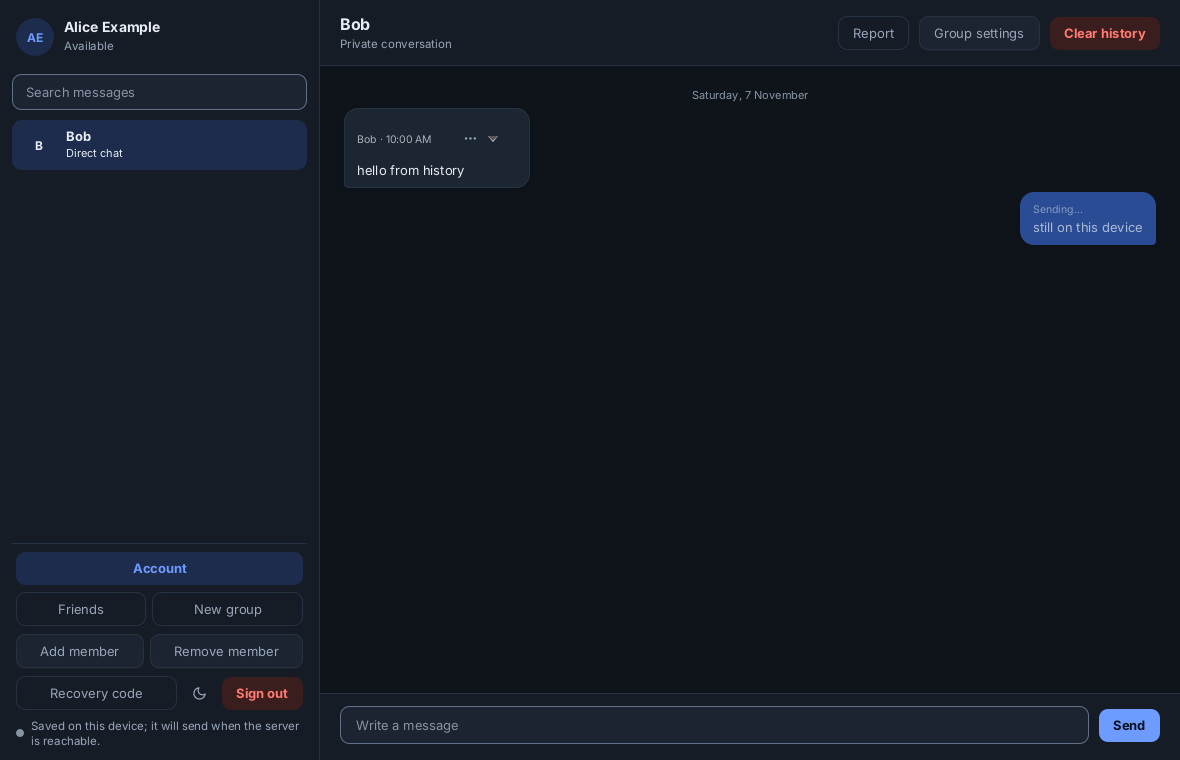 AE
Alice Example
Available
Search messages
B
Bob
Direct chat
Account
Friends
New group
Add member
Remove member
Recovery code
Sign out
Saved on this device; it will send when the server
is reachable.
Bob
Private conversation
Report
Group settings
Clear history
Saturday, 7 November
Bob · 10:00 AM
hello from history
Sending...
still on this device
Write a message
Send